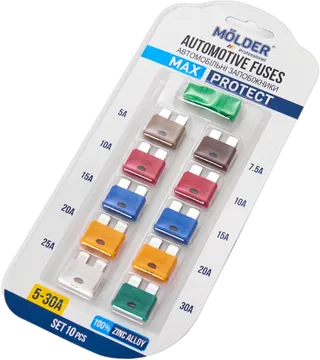 MÖLDER
professional
AUTOMOTIVE FUSES
АВТОМОБІЛЬНІ ЗАПОБІЖНИКИ
MAX PROTECT
5A
10A
15A
20A
25A
7.5A
10A
15A
20A
30A
5-30A
SET 10 PCS
100% ZINC ALLOY